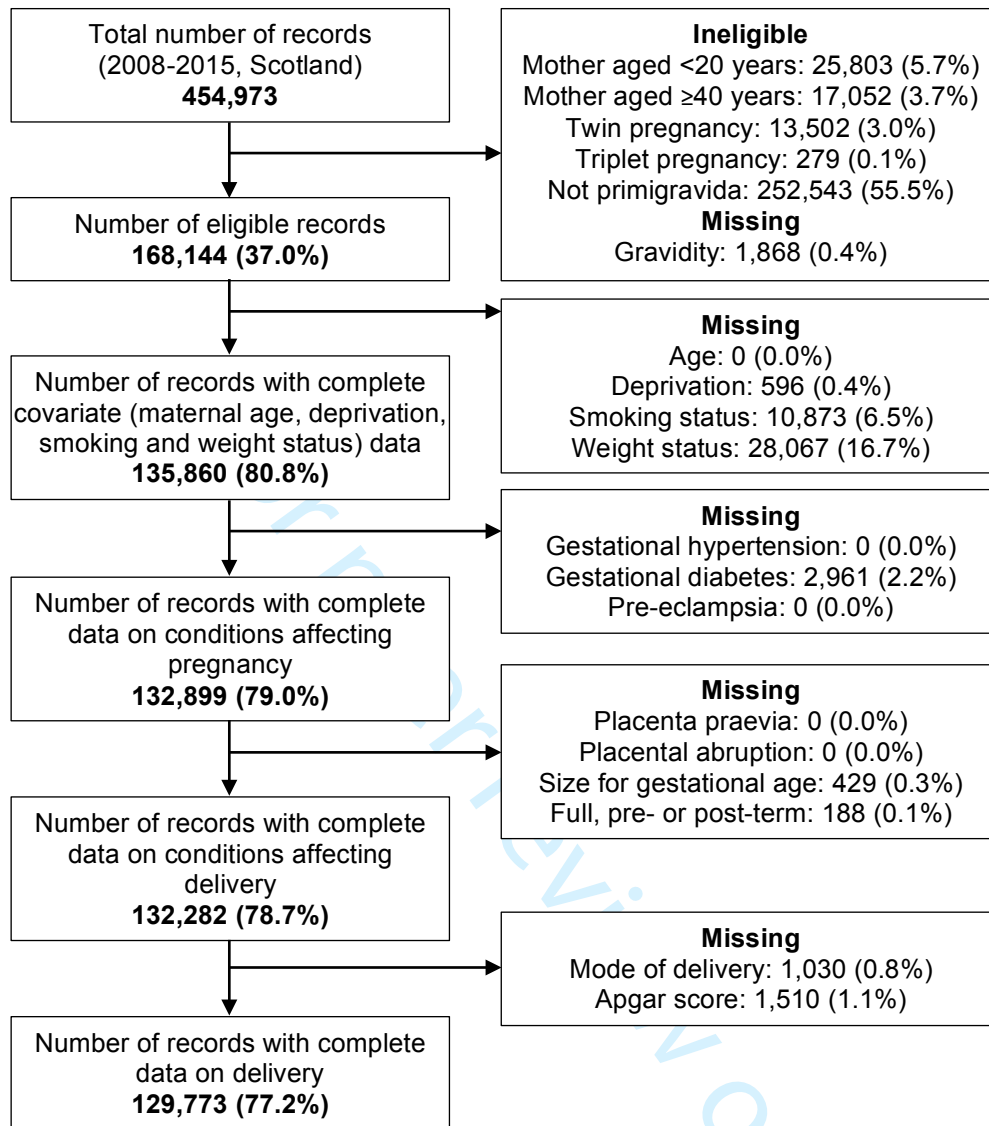 Total number of records
(2008-2015, Scotland)
454,973
Ineligible
Mother aged <20 years: 25,803 (5.7%)
Mother aged ≥40 years: 17,052 (3.7%)
Twin pregnancy: 13,502 (3.0%)
Triplet pregnancy: 279 (0.1%)
Not primigravida: 252,543 (55.5%)
Missing
Gravidity: 1,868 (0.4%)
Number of eligible records
168,144 (37.0%)
Missing
Age: 0 (0.0%)
Deprivation: 596 (0.4%)
Smoking status: 10,873 (6.5%)
Weight status: 28,067 (16.7%)
Number of records with complete
covariate (maternal age, deprivation,
smoking and weight status) data
135,860 (80.8%)
Missing
Gestational hypertension: 0 (0.0%)
Gestational diabetes: 2,961 (2.2%)
Pre-eclampsia: 0 (0.0%)
Number of records with complete
data on conditions affecting
pregnancy
132,899 (79.0%)
Missing
Placenta praevia: 0 (0.0%)
Placental abruption: 0 (0.0%)
Size for gestational age: 429 (0.3%)
Full, pre- or post-term: 188 (0.1%)
Number of records with complete
data on conditions affecting
delivery
132,282 (78.7%)
Missing
Mode of delivery: 1,030 (0.8%)
Apgar score: 1,510 (1.1%)
Number of records with complete
data on delivery
129,773 (77.2%)